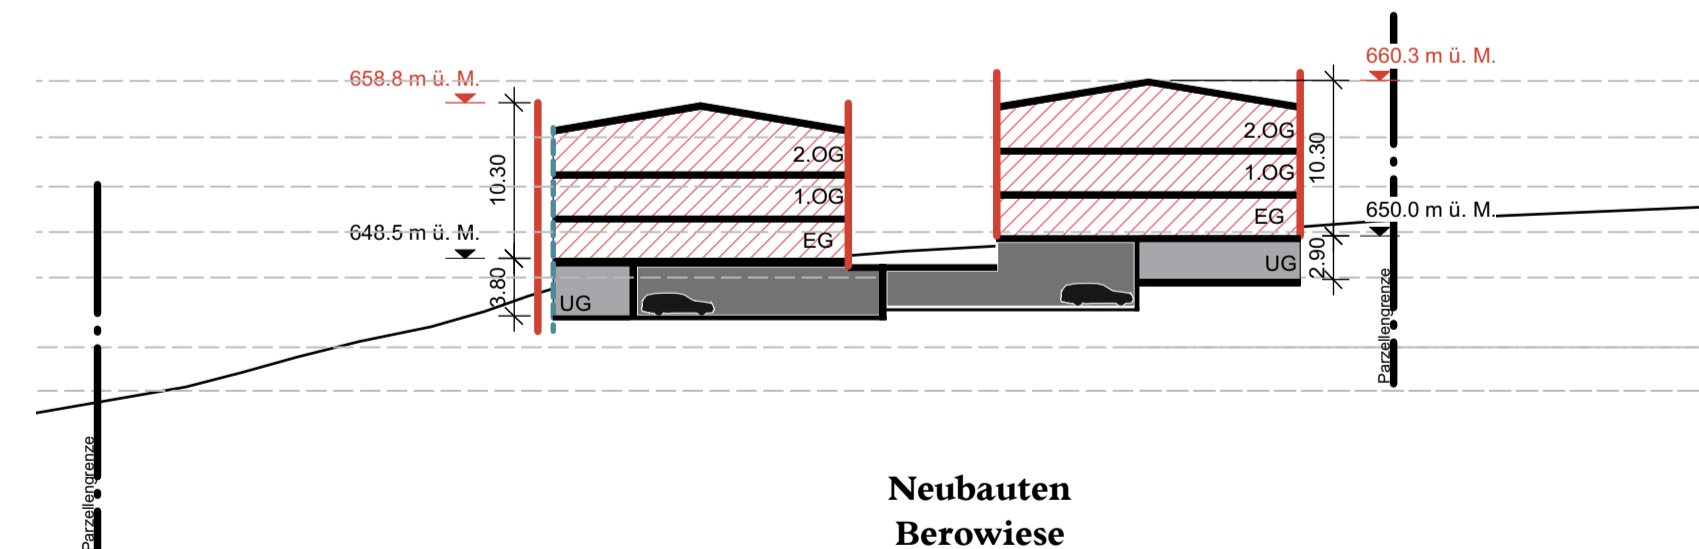 658.8 m ü. M.
660.3 m ü. M.
2.OG
1.OG
EG
10.30
648.5 m ü. M.
3.80
UG
2.OG
1.OG
EG
10.30
650.0 m ü. M.
2.90
UG
Parzellengrenze
Parzellengrenze
Neubauten
Berowiese